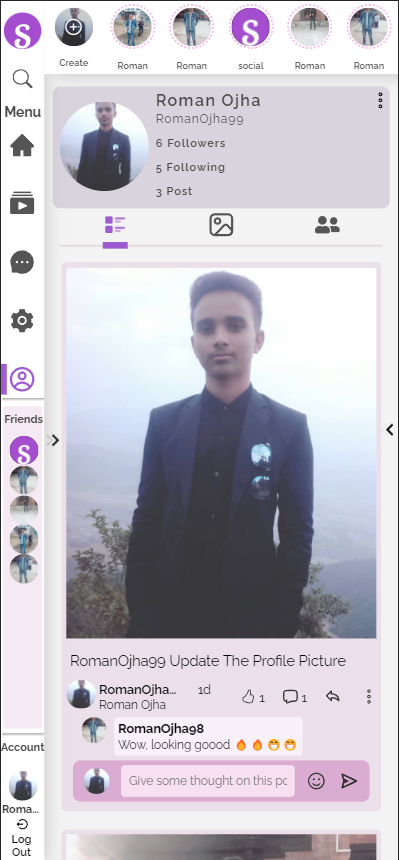 S
Create
Roman
Roman
S
social
Roman
Roman
Menu
Roman Ojha
RomanOjha99
6 Followers
5 Following
3 Post
Friends
S
RomanOjha99 Update The Profile Picture
RomanOjha... 1d
Roman Ojha
1
1
RomanOjha98
Wow, looking goood 🔥🔥😁😁
Give some thought on this po
Account
Roma...
Log
Out